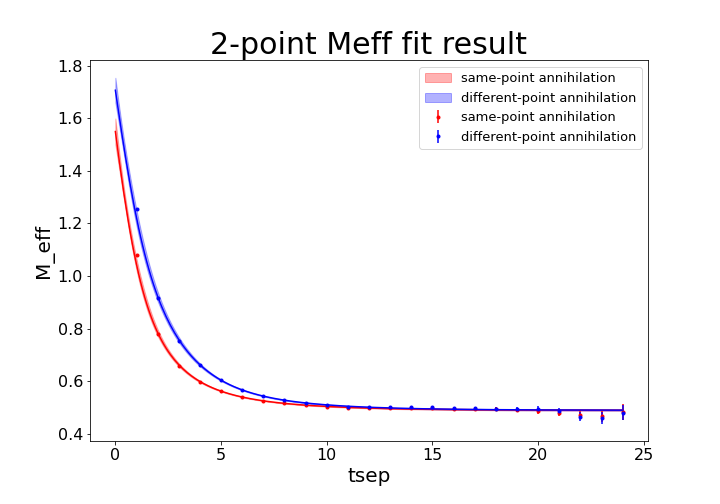 2-point Meff fit result
same-point annihilation
different-point annihilation
same-point annihilation
different-point annihilation
M_eff
1.8
1.6
1.4
1.2
1.0
0.8
0.6
0.4
0
5
10
15
20
25
tsep